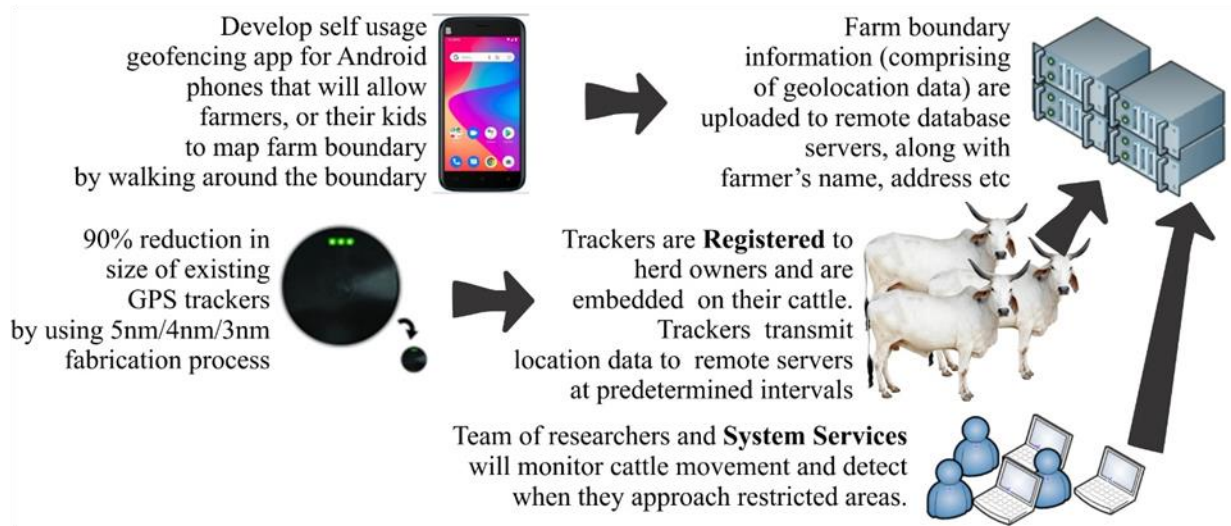 Develop self usage
geofencing app for Android
phones that will allow
farmers, or their kids
to map farm boundary
by walking around the boundary
Farm boundary
information (comprising
of geolocation data) are
uploaded to remote database
servers, along with
farmer's name, address etc
90% reduction in
size of existing
GPS trackers
by using 5nm/4nm/3nm
fabrication process
Trackers are Registered to
herd owners and are
embedded on their cattle.
Trackers transmit
location data to remote servers
at predetermined intervals
Team of researchers and System Services
will monitor cattle movement and detect
when they approach restricted areas.